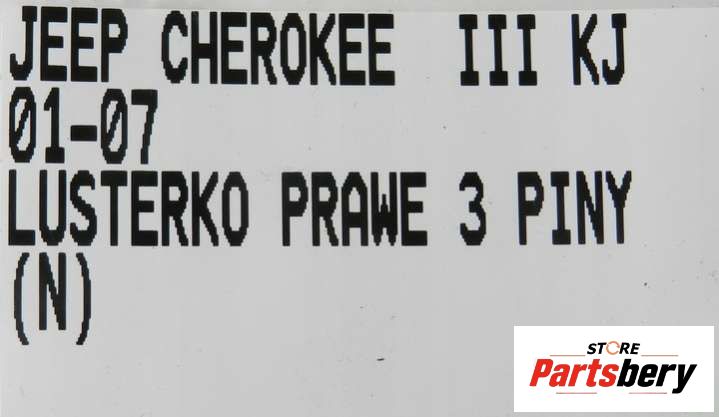 JEEP CHEROKEE III KJ
01-07
LUSTERKO PRAWE 3 PINY
(N)
STORE
Partsbery